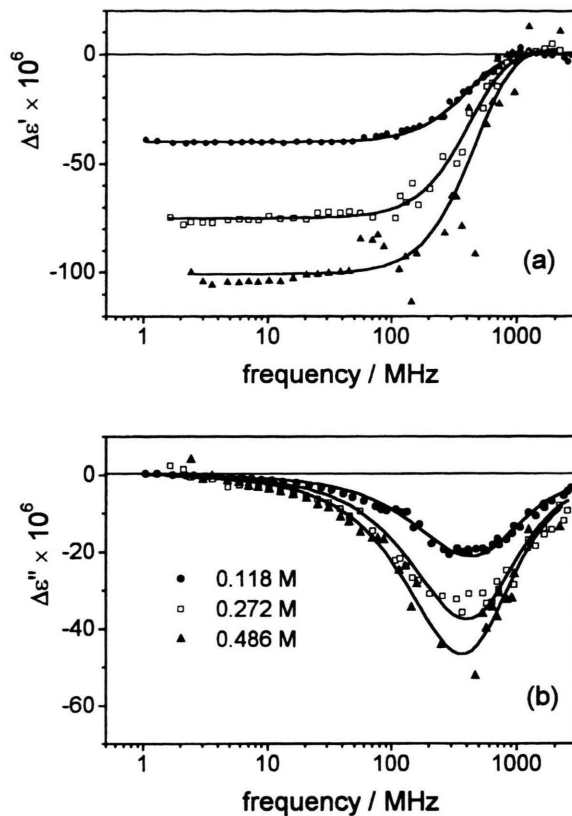 0
-50
-100
Δε' × 10⁶
(a)
1 10 100 1000
frequency / MHz
0
-20
-40
-60
Δε'' × 10⁶
0.118 M
0.272 M
0.486 M
(b)
1 10 100 1000
frequency / MHz